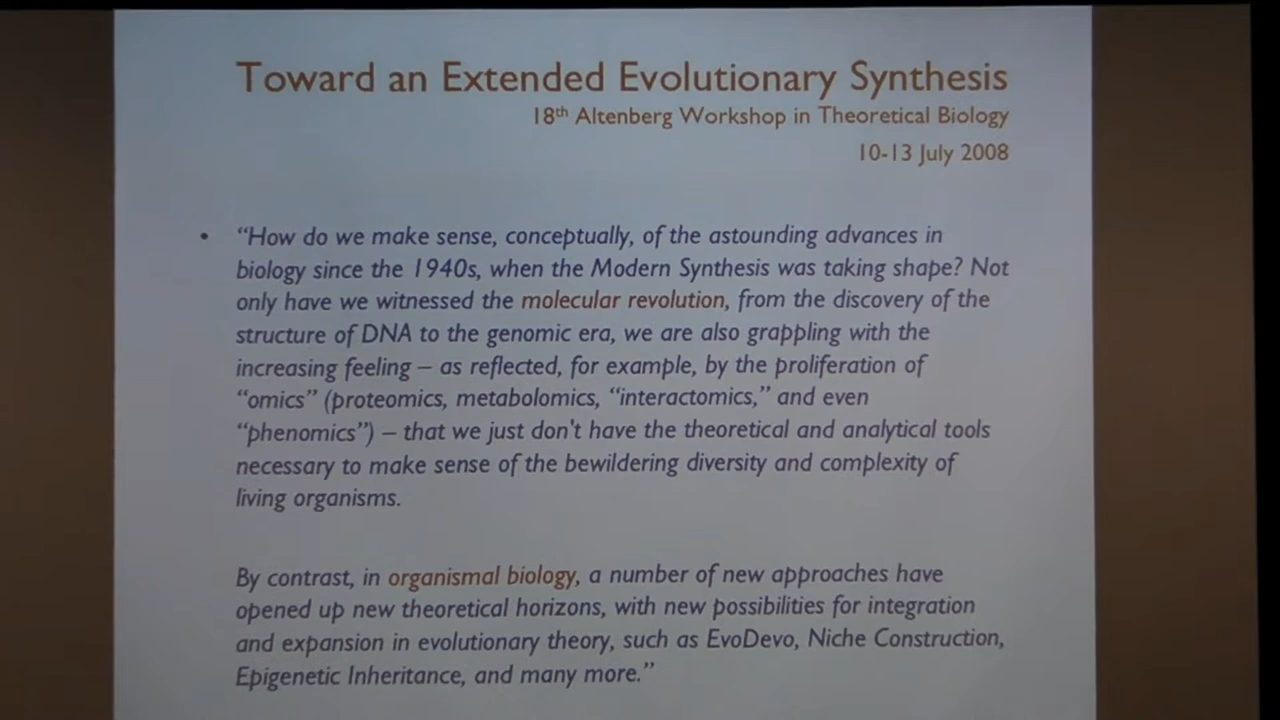 Toward an Extended Evolutionary Synthesis
18th Altenberg Workshop in Theoretical Biology
10-13 July 2008
• “How do we make sense, conceptually, of the astounding advances in
biology since the 1940s, when the Modern Synthesis was taking shape? Not
only have we witnessed the molecular revolution, from the discovery of the
structure of DNA to the genomic era, we are also grappling with the
increasing feeling – as reflected, for example, by the proliferation of
“omics” (proteomics, metabolomics, “interactomics,” and even
“phenomics”) – that we just don't have the theoretical and analytical tools
necessary to make sense of the bewildering diversity and complexity of
living organisms.
By contrast, in organismal biology, a number of new approaches have
opened up new theoretical horizons, with new possibilities for integration
and expansion in evolutionary theory, such as EvoDevo, Niche Construction,
Epigenetic Inheritance, and many more.”